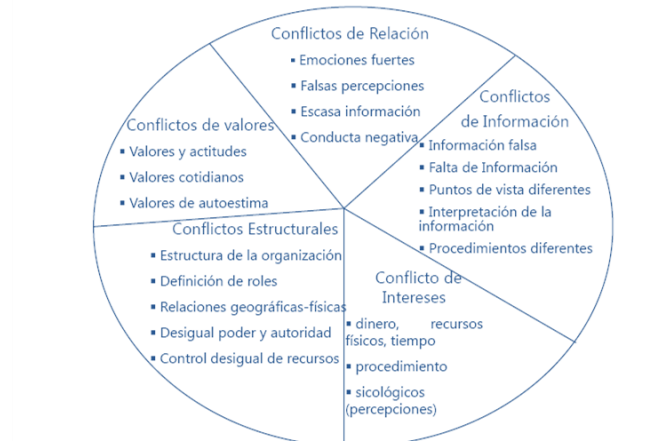 Conflictos de Relación
▪ Emociones fuertes
▪ Falsas percepciones
▪ Escasa información
▪ Conducta negativa
Conflictos
de Información
▪ Información falsa
▪ Falta de Información
▪ Puntos de vista diferentes
▪ Interpretación de la
información
▪ Procedimientos diferentes
Conflictos de valores
▪ Valores y actitudes
▪ Valores cotidianos
▪ Valores de autoestima
Conflictos Estructurales
▪ Estructura de la organización
▪ Definición de roles
▪ Relaciones geográficas-físicas
▪ Desigual poder y autoridad
▪ Control desigual de recursos
Conflicto de
Intereses
▪ dinero, recursos
físicos, tiempo
▪ procedimiento
▪ sicológicos
(percepciones)